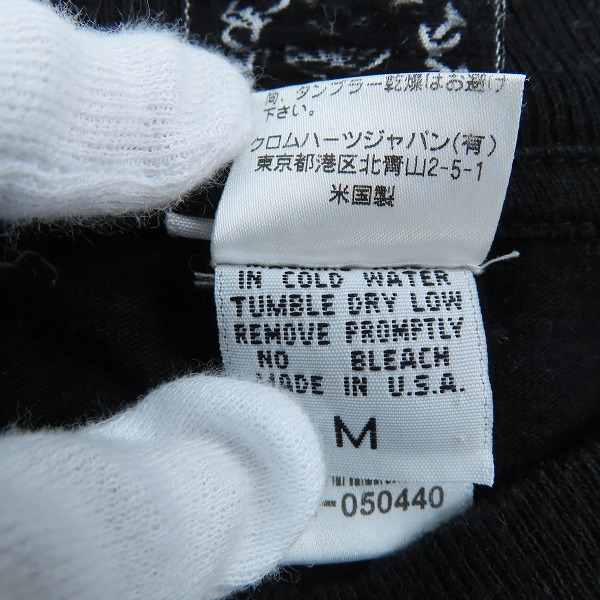 尚、タンブラー乾燥はお避け
下さい。
クロムハーツジャパン(有)
東京都港区北青山2-5-1
米国製
IN COLD WATER
TUMBLE DRY LOW
REMOVE PROMPTLY
NO BLEACH
MADE IN U.S.A.
M
-050440